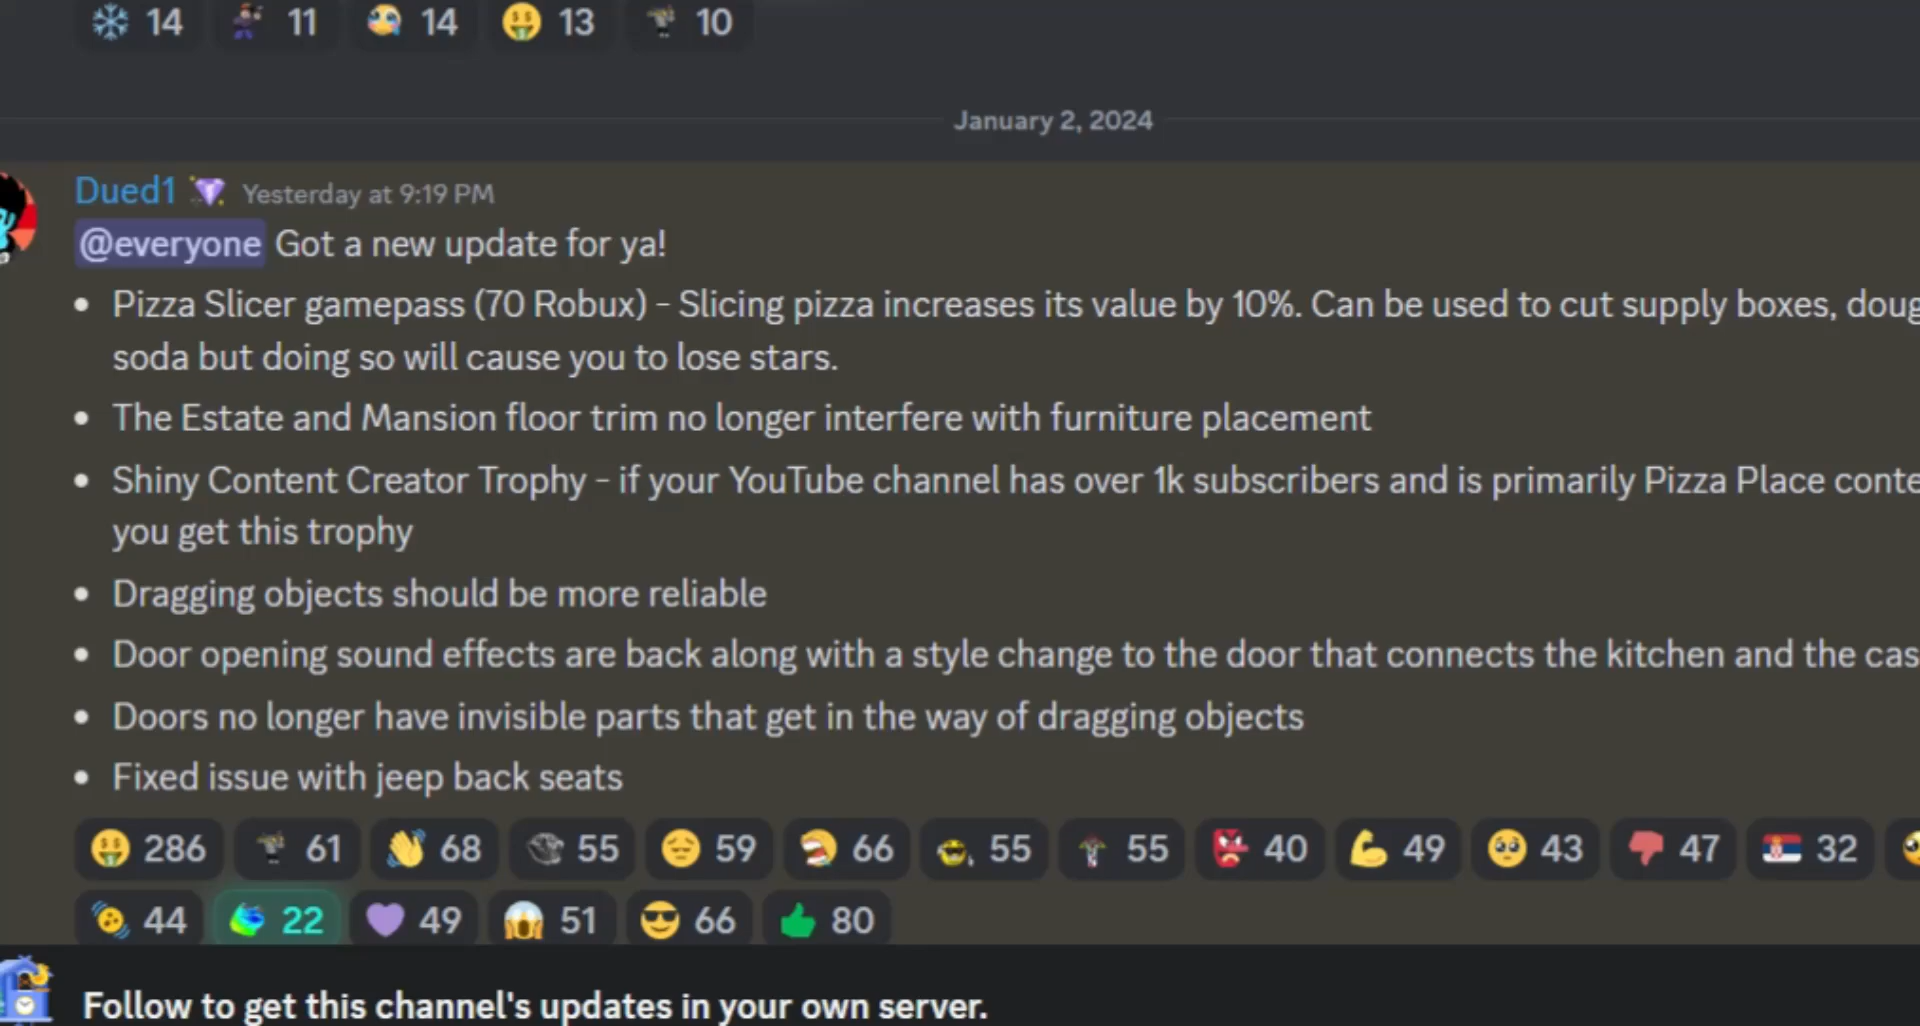 14 11 14 13 10
January 2, 2024
Dued1 Yesterday at 9:19 PM
@everyone Got a new update for ya!
• Pizza Slicer gamepass (70 Robux) - Slicing pizza increases its value by 10%. Can be used to cut supply boxes,
soda but doing so will cause you to lose stars.
• The Estate and Mansion floor trim no longer interfere with furniture placement
• Shiny Content Creator Trophy - if your YouTube channel has over 1k subscribers and is primarily Pizza Place
you get this trophy
• Dragging objects should be more reliable
• Door opening sound effects are back along with a style change to the door that connects the kitchen and the
• Doors no longer have invisible parts that get in the way of dragging objects
• Fixed issue with jeep back seats
286 61 68 55 59 66 55 55 40 49 43 47 32
44 22 49 51 66 80
Follow to get this channel's updates in your own server.